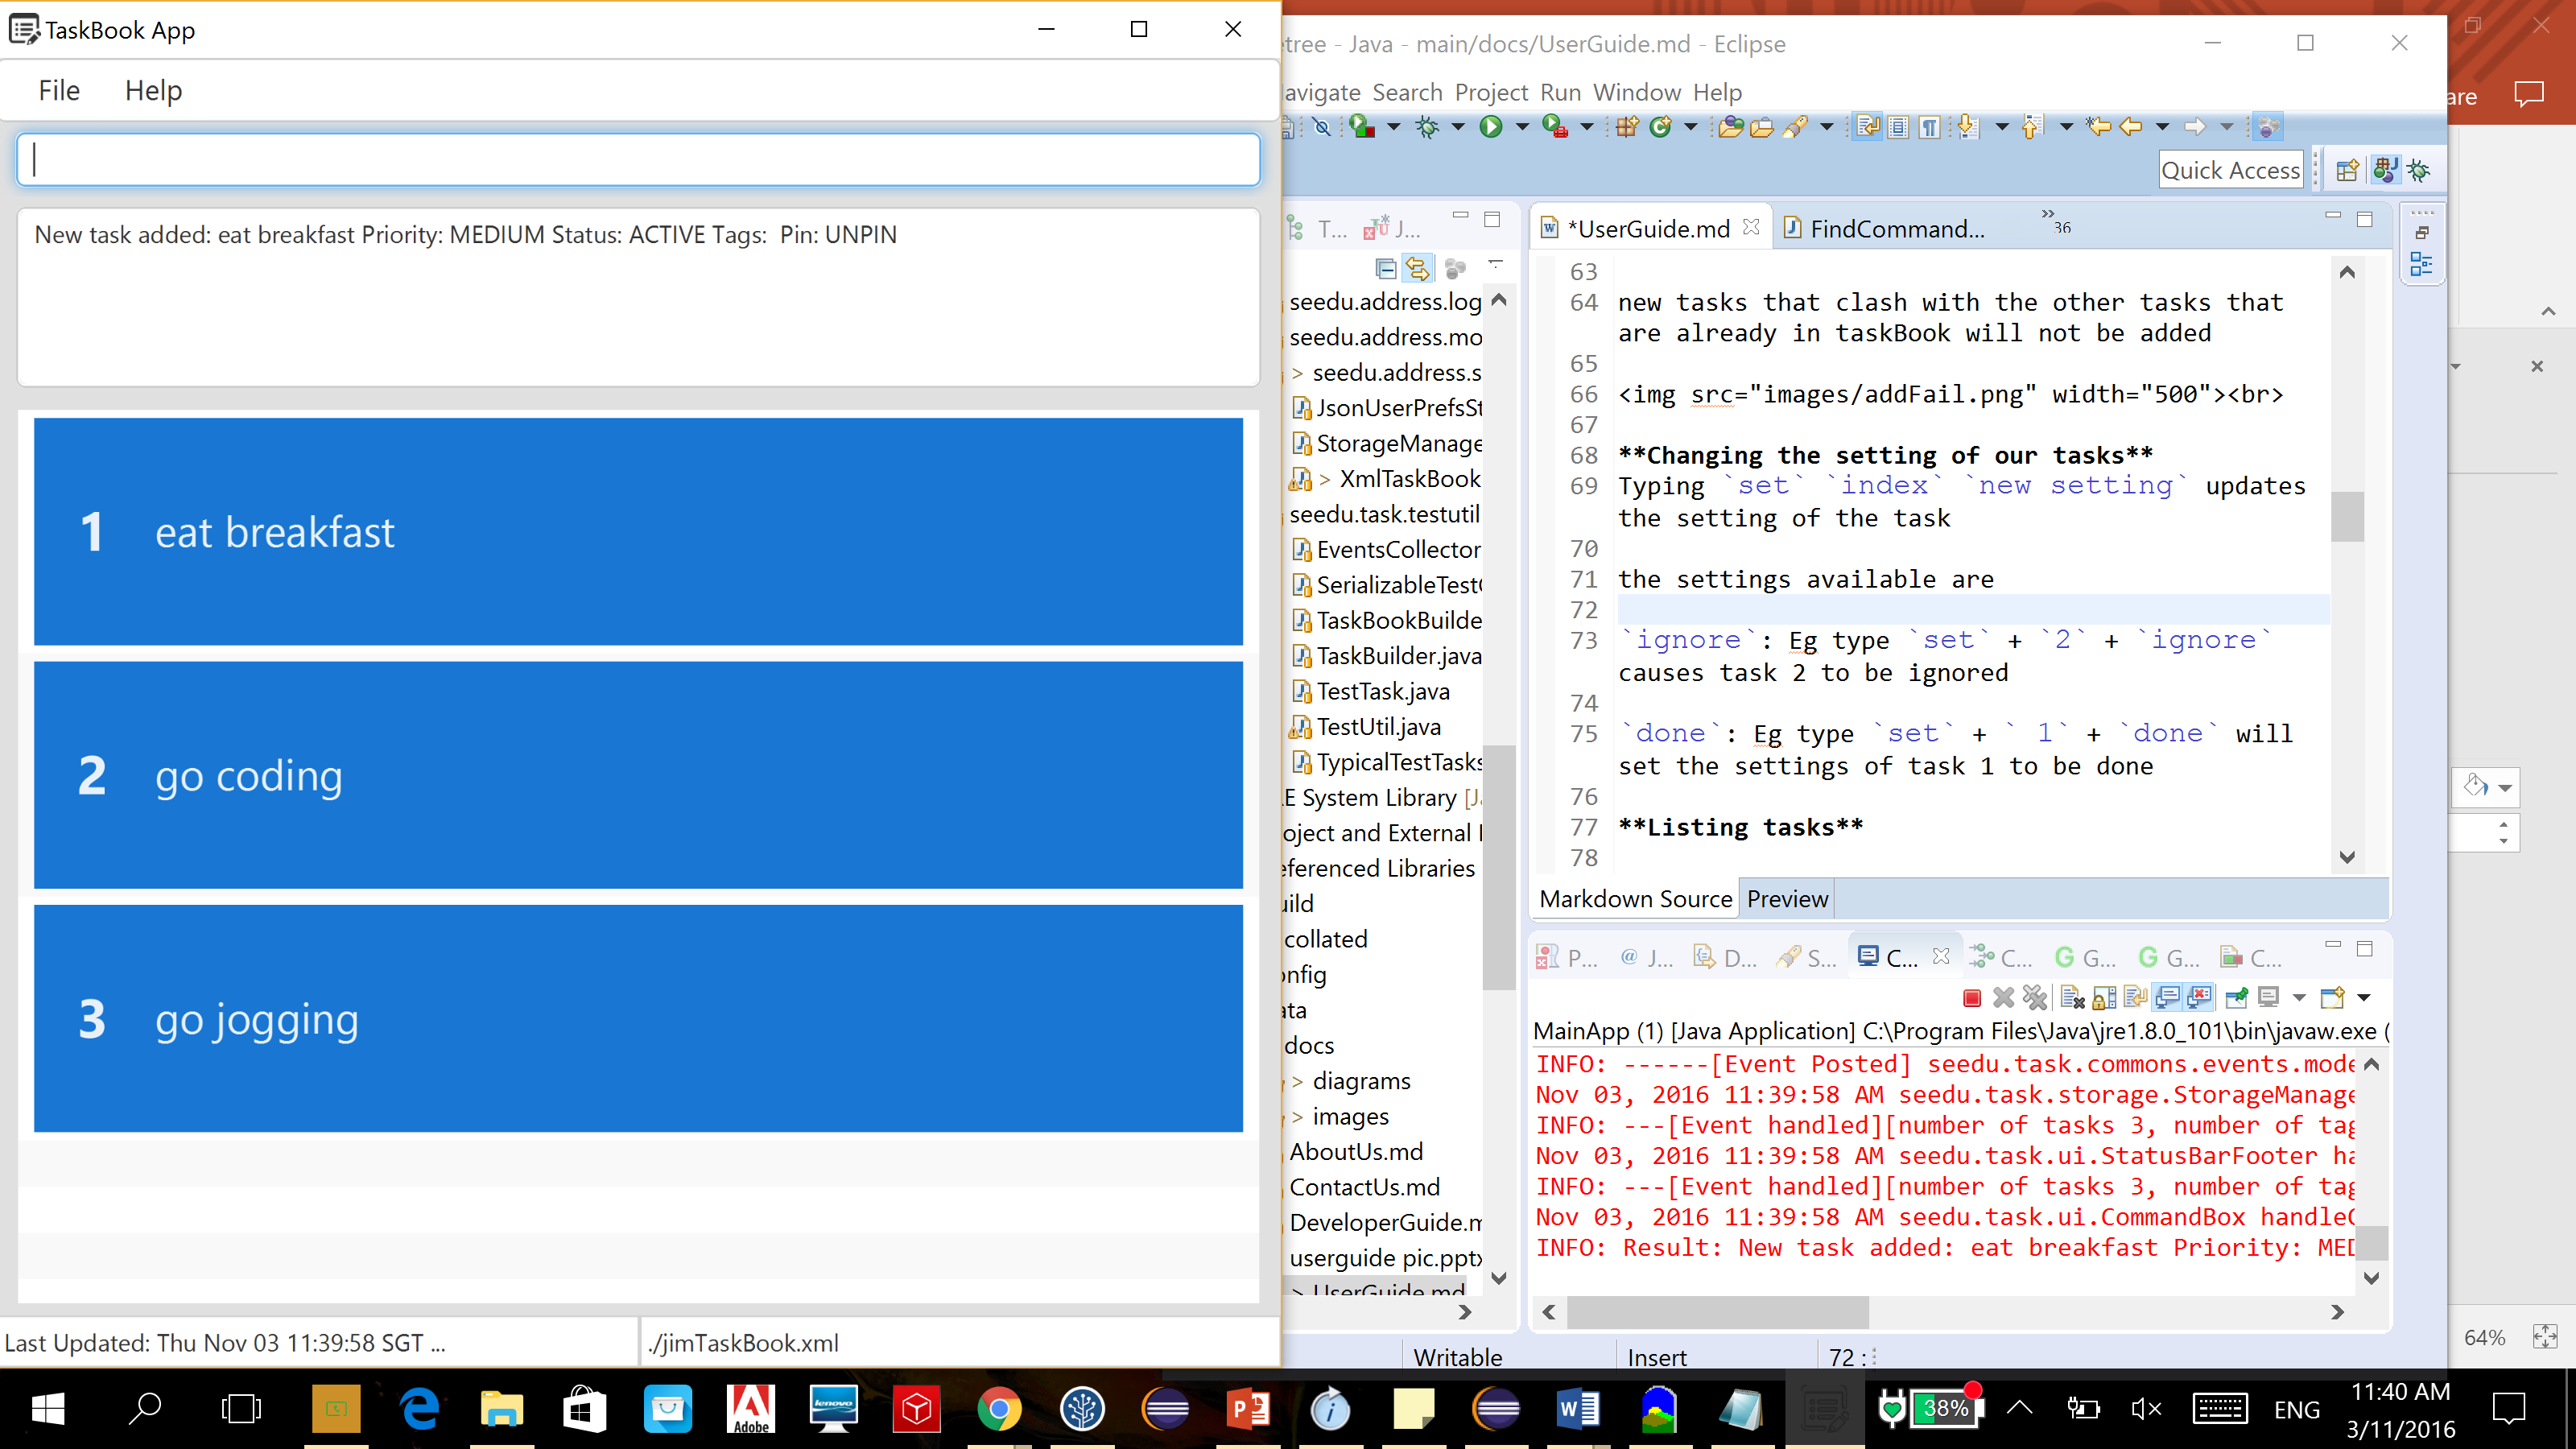 TaskBook App
File Help
New task added: eat breakfast Priority: MEDIUM Status: ACTIVE Tags:  Pin: UNPIN
1 eat breakfast
2 go coding
3 go jogging
Last Updated: Thu Nov 03 11:39:58 SGT ...
./jimTaskBook.xml
etree - Java - main/docs/UserGuide.md - Eclipse
avigate Search Project Run Window Help
are
Quick Access
T... J...
seedu.address.log
seedu.address.mo
> seedu.address.s
JsonUserPrefsSt
StorageManage
> XmlTaskBook
seedu.task.testutil
EventsCollector
SerializableTest
TaskBookBuilde
TaskBuilder.java
TestTask.java
TestUtil.java
TypicalTestTasks
E System Library [J
oject and External
eferenced Libraries
uild
collated
onfig
ata
docs
> diagrams
> images
AboutUs.md
ContactUs.md
DeveloperGuide.m
userguide pic.pptx
> UserGuide.md
*UserGuide.md FindCommand... »36
63
64 new tasks that clash with the other tasks that
are already in taskBook will not be added
65
66 <img src="images/addFail.png" width="500"><br>
67
68 **Changing the setting of our tasks**
69 Typing `set` `index` `new setting` updates
the setting of the task
70
71 the settings available are
72
73 `ignore`: Eg type `set` + `2` + `ignore`
causes task 2 to be ignored
74
75 `done`: Eg type `set` + ` 1` + `done` will
set the settings of task 1 to be done
76
77 **Listing tasks**
78
Markdown Source Preview
P... J... D... S... C... C... G... G... C...
MainApp (1) [Java Application] C:\Program Files\Java\jre1.8.0_101\bin\javaw.exe (
INFO: ------[Event Posted] seedu.task.commons.events.mode
Nov 03, 2016 11:39:58 AM seedu.task.storage.StorageManage
INFO: ---[Event handled][number of tasks 3, number of tag
Nov 03, 2016 11:39:58 AM seedu.task.ui.StatusBarFooter ha
INFO: ---[Event handled][number of tasks 3, number of tag
Nov 03, 2016 11:39:58 AM seedu.task.ui.CommandBox handleC
INFO: Result: New task added: eat breakfast Priority: MED
Writable Insert 72 :
64%
Adobe lenovo
38%
ENG
11:40 AM
3/11/2016